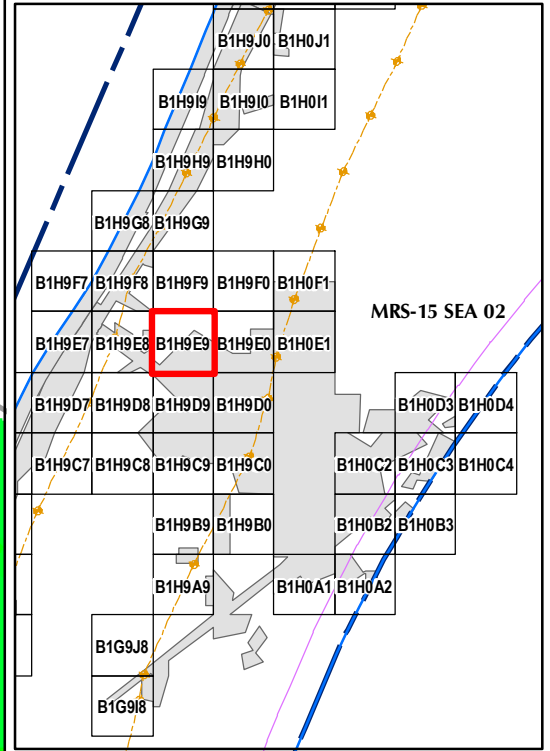 B1H9J0 B1H0J1
B1H9I9 B1H9I0 B1H0I1
B1H9H9 B1H9H0
B1H9G8 B1H9G9
B1H9F7 B1H9F8 B1H9F9 B1H9F0 B1H0F1
MRS-15 SEA 02
B1H9E7 B1H9E8 B1H9E9 B1H9E0 B1H0E1
B1H9D7 B1H9D8 B1H9D9 B1H9D0 B1H0D3 B1H0D4
B1H9C7 B1H9C8 B1H9C9 B1H9C0 B1H0C2 B1H0C3 B1H0C4
B1H9B9 B1H9B0 B1H0B2 B1H0B3
B1H9A9 B1H0A1 B1H0A2
B1G9J8
B1G9I8